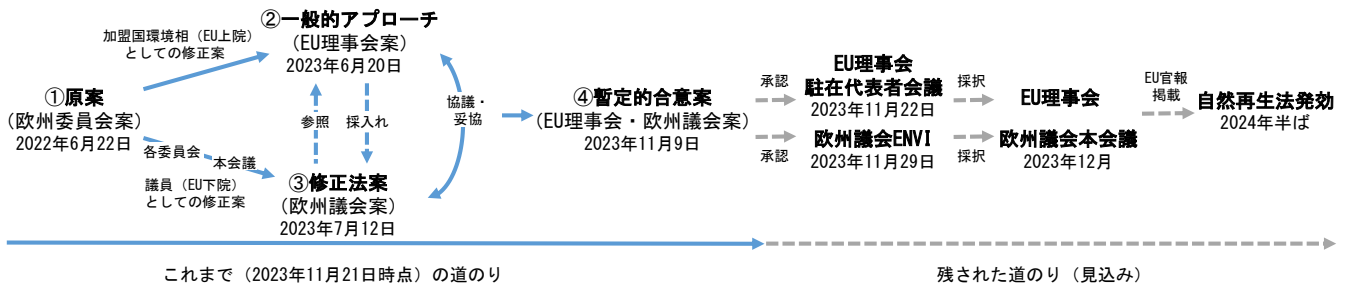 ①原案
（欧州委員会案）
2022年6月22日
加盟国環境相（EU上院）
としての修正案
各委員会
本会議
議員（EU下院）
としての修正案
②一般的アプローチ
（EU理事会案）
2023年6月20日
参照
採入れ
③修正法案
（欧州議会案）
2023年7月12日
協議・
妥協
④暫定的合意案
（EU理事会・欧州議会案）
2023年11月9日
承認
承認
EU理事会
駐在代表者会議
2023年11月22日
欧州議会ENVI
2023年11月29日
採択
採択
EU理事会
欧州議会本会議
2023年12月
EU官報
掲載
自然再生法発効
2024年半ば
これまで（2023年11月21日時点）の道のり
残された道のり（見込み）